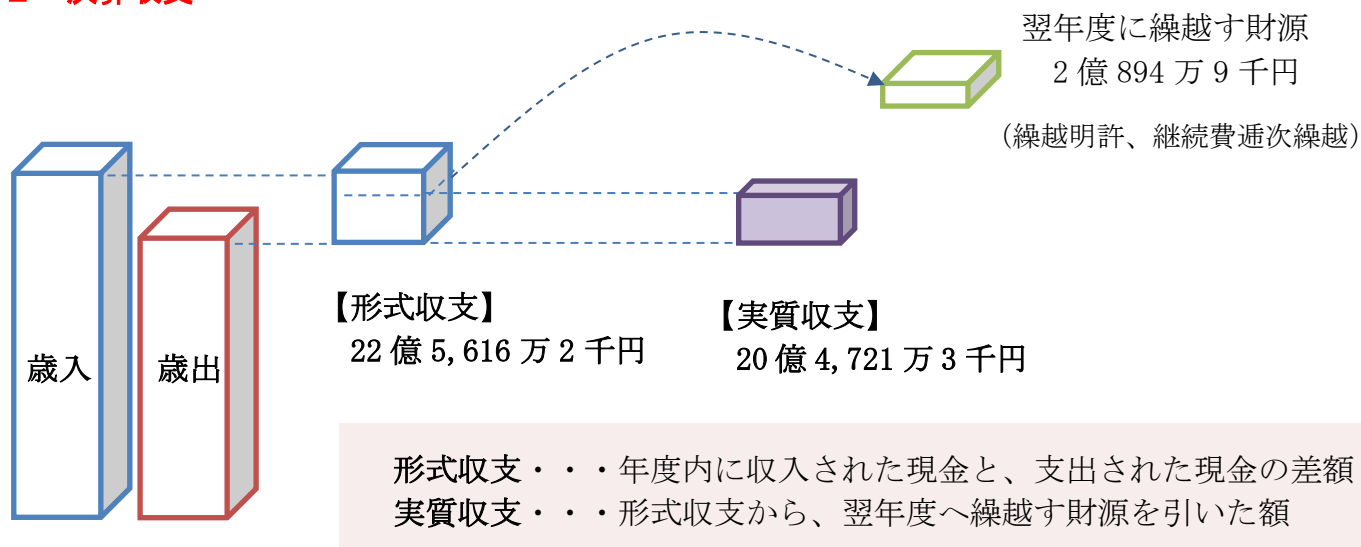 翌年度に繰越す財源
2億894万9千円
(繰越明許、継続費逓次繰越)
【形式収支】
22億5,616万2千円
【実質収支】
20億4,721万3千円
歳入
歳出
形式収支・・・年度内に収入された現金と、支出された現金の差額
実質収支・・・形式収支から、翌年度へ繰越す財源を引いた額